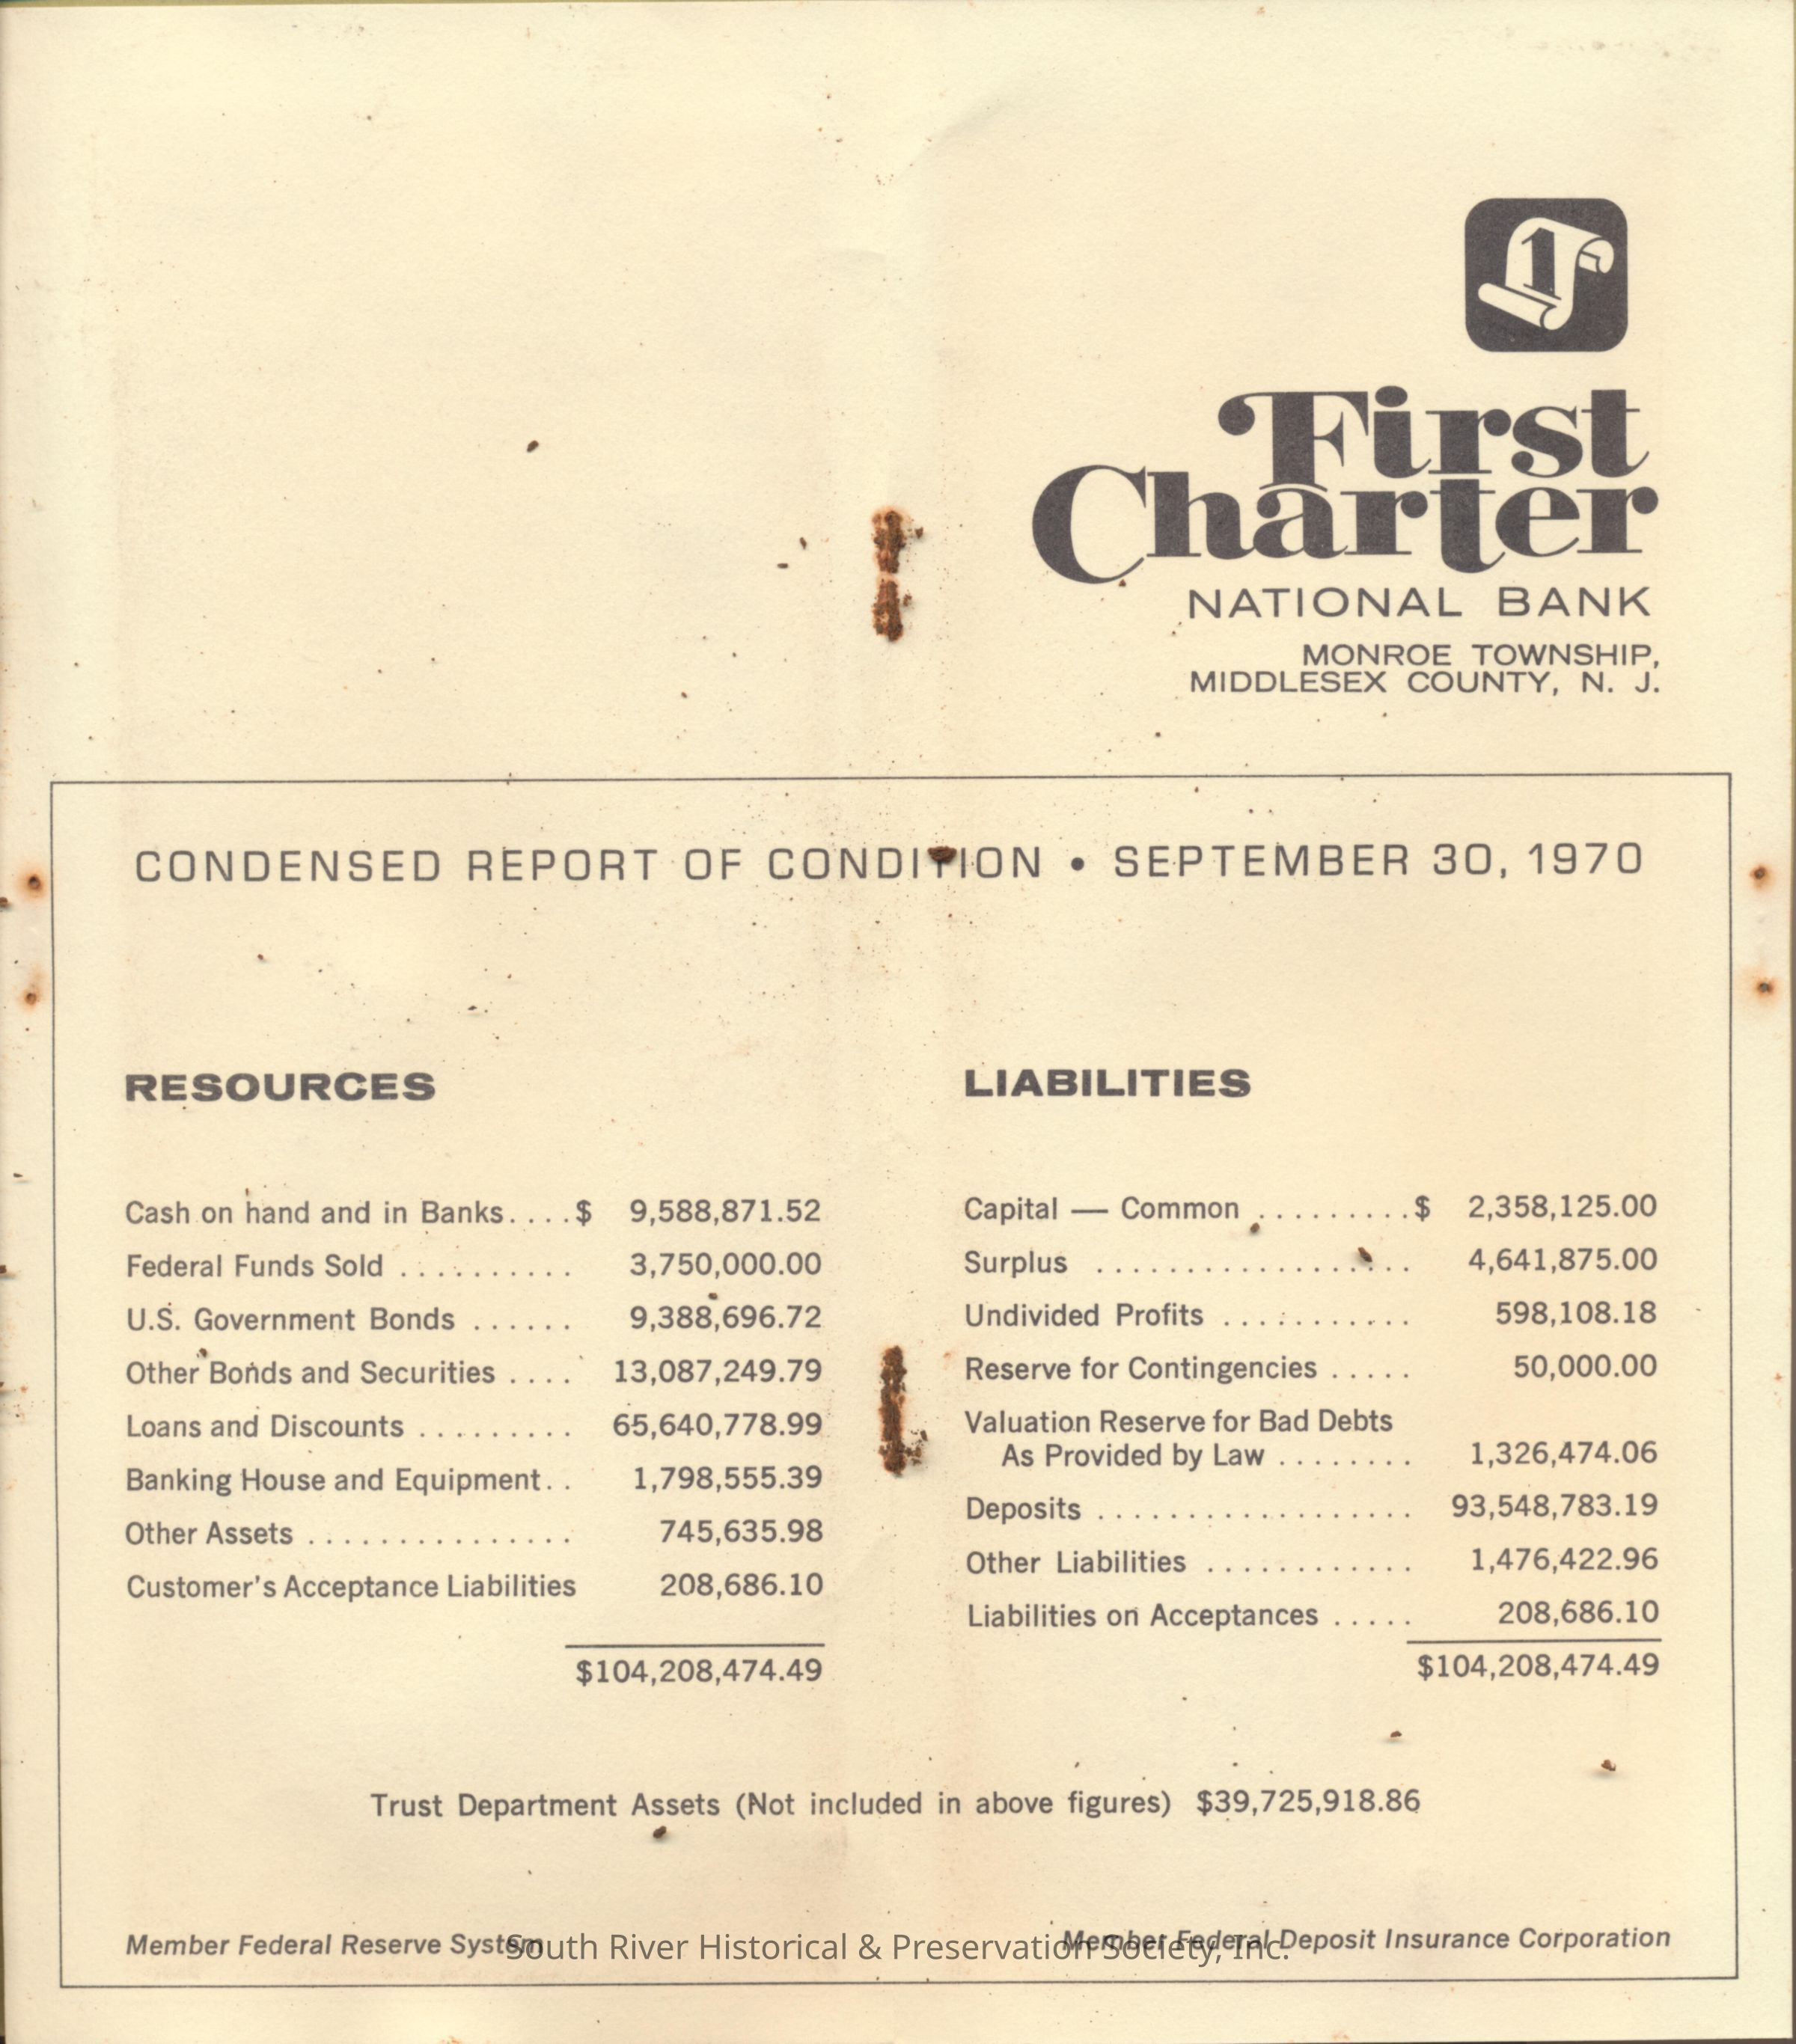 1
First
Charter
NATIONAL BANK
MONROE TOWNSHIP,
MIDDLESEX COUNTY, N. J.
CONDENSED REPORT OF CONDITION • SEPTEMBER 30, 1970
RESOURCES
Cash on hand and in Banks....$ 9,588,871.52
Federal Funds Sold .......... 3,750,000.00
U.S. Government Bonds ...... 9,388,696.72
Other Bonds and Securities .... 13,087,249.79
Loans and Discounts ......... 65,640,778.99
Banking House and Equipment.. 1,798,555.39
Other Assets ............... 745,635.98
Customer's Acceptance Liabilities 208,686.10
$104,208,474.49
LIABILITIES
Capital — Common .........$ 2,358,125.00
Surplus .................. 4,641,875.00
Undivided Profits ........... 598,108.18
Reserve for Contingencies ..... 50,000.00
Valuation Reserve for Bad Debts
As Provided by Law ........ 1,326,474.06
Deposits .................. 93,548,783.19
Other Liabilities ............ 1,476,422.96
Liabilities on Acceptances ..... 208,686.10
$104,208,474.49
Trust Department Assets (Not included in above figures) $39,725,918.86
Member Federal Reserve System
Member Federal Deposit Insurance Corporation
South River Historical & Preservation Society, Inc.